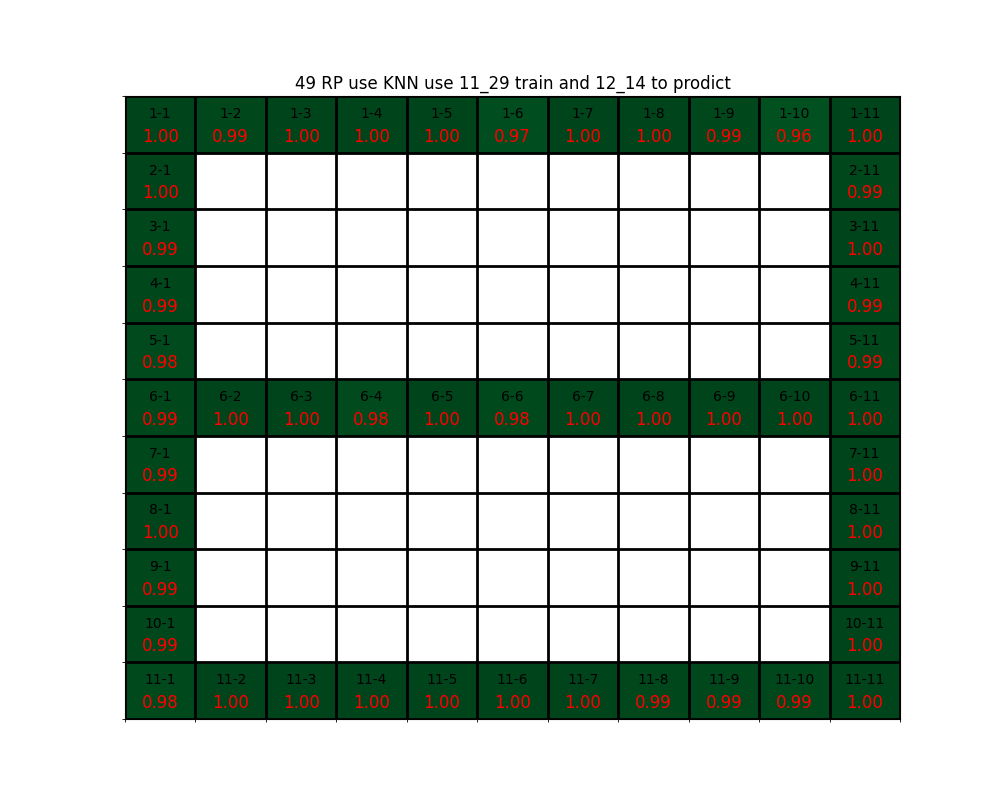 49 RP use KNN use 11_29 train and 12_14 to prodict
1-1 1-2 1-3 1-4 1-5 1-6 1-7 1-8 1-9 1-10 1-11
1.00 0.99 1.00 1.00 1.00 0.97 1.00 1.00 0.99 0.96 1.00
2-1 2-11
1.00 0.99
3-1 3-11
0.99 1.00
4-1 4-11
0.99 0.99
5-1 5-11
0.98 0.99
6-1 6-2 6-3 6-4 6-5 6-6 6-7 6-8 6-9 6-10 6-11
0.99 1.00 1.00 0.98 1.00 0.98 1.00 1.00 1.00 1.00 1.00
7-1 7-11
0.99 1.00
8-1 8-11
1.00 1.00
9-1 9-11
0.99 1.00
10-1 10-11
0.99 1.00
11-1 11-2 11-3 11-4 11-5 11-6 11-7 11-8 11-9 11-10 11-11
0.98 1.00 1.00 1.00 1.00 1.00 1.00 0.99 0.99 0.99 1.00